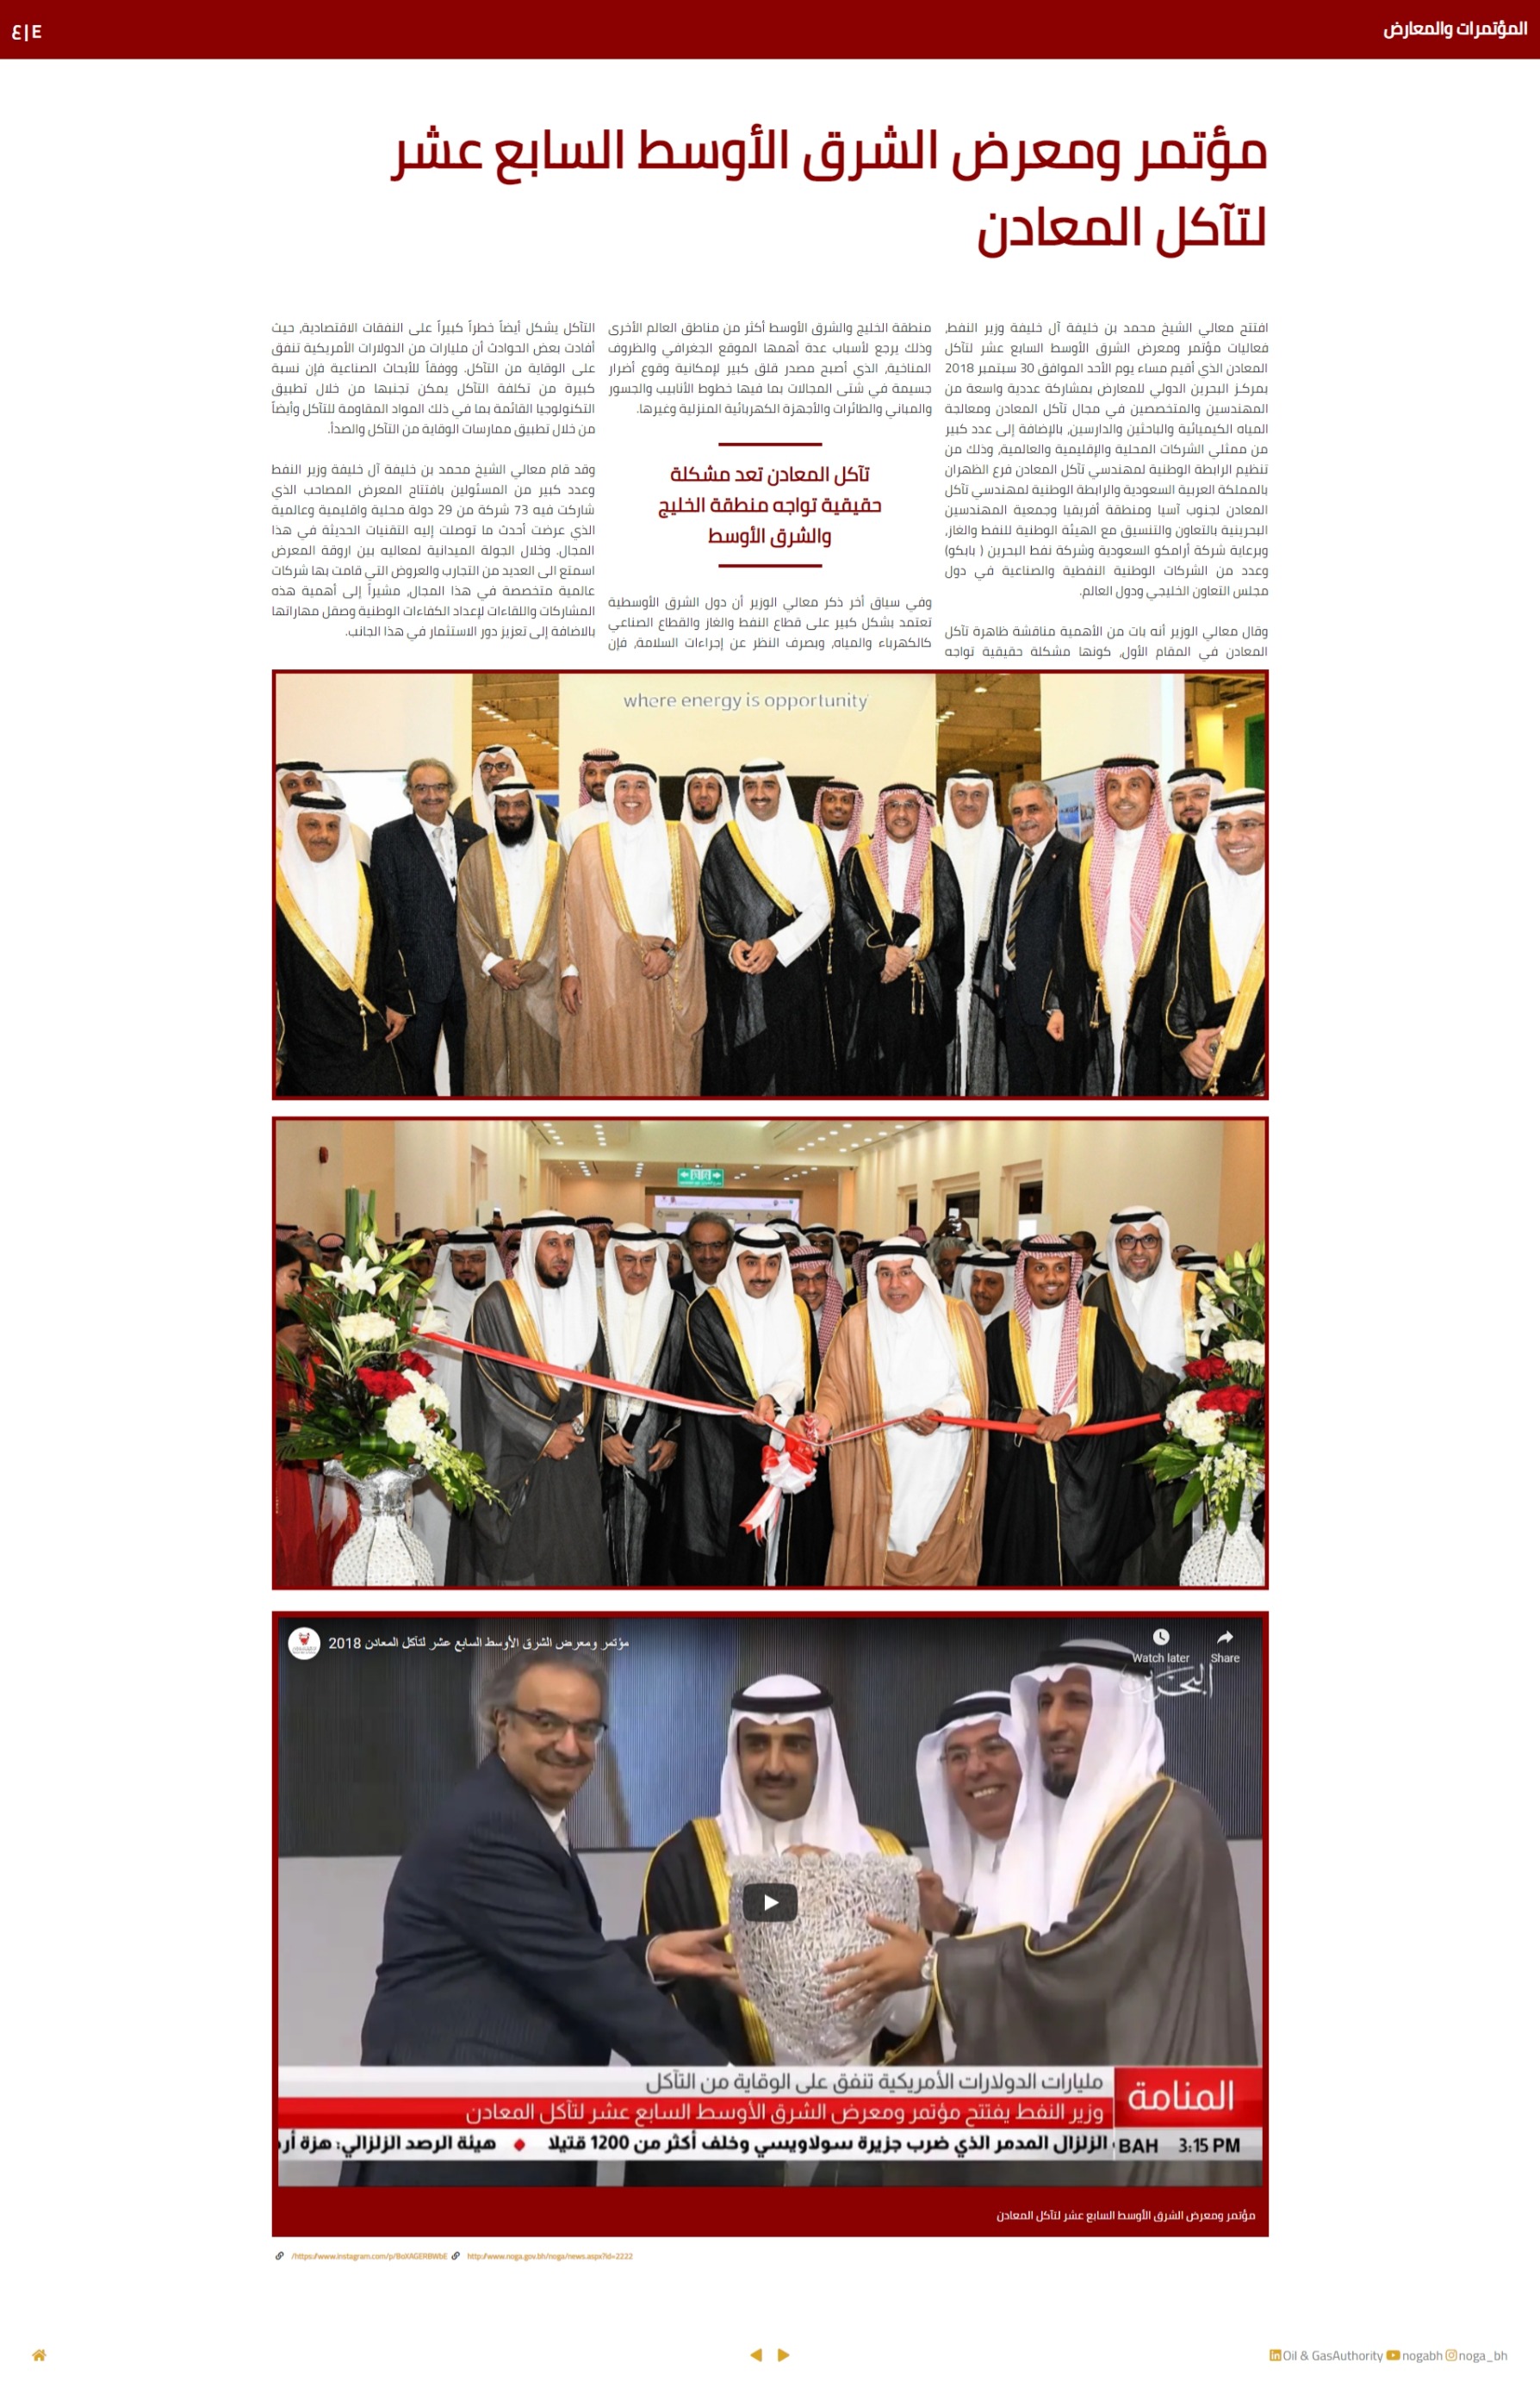 المؤتمرات والمعارض
E|ع
مؤتمر ومعرض الشرق الأوسط السابع عشر
لتآكل المعادن
افتتح معالي الشيخ محمد بن خليفة آل خليفة وزير النفط،
فعاليات مؤتمر ومعرض الشرق الأوسط السابع عشر لتآكل
المعادن الذي أقيم مساء يوم الأحد الموافق 30 سبتمبر 2018
بمركز البحرين الدولي للمعارض بمشاركة عددية واسعة من
المهندسين والمتخصصين في مجال تآكل المعادن ومعالجة
المياه الكيميائية والباحثين والدارسين، بالإضافة إلى عدد كبير
من ممثلي الشركات المحلية والإقليمية والعالمية، وذلك من
تنظيم الرابطة الوطنية لمهندسي تآكل المعادن فرع الظهران
بالمملكة العربية السعودية والرابطة الوطنية لمهندسي تآكل
المعادن لجنوب آسيا ومنطقة أفريقيا وجمعية المهندسين
البحرينية بالتعاون والتنسيق مع الهيئة الوطنية للنفط والغاز،
وبرعاية شركة أرامكو السعودية وشركة نفط البحرين ( بابكو)
وعدد من الشركات الوطنية النفطية والصناعية في دول
مجلس التعاون الخليجي ودول العالم.
وقال معالي الوزير أنه بات من الأهمية مناقشة ظاهرة تآكل
المعادن في المقام الأول، كونها مشكلة حقيقية تواجه
منطقة الخليج والشرق الأوسط أكثر من مناطق العالم الأخرى
وذلك يرجع لأسباب عدة أهمها الموقع الجغرافي والظروف
المناخية، الذي أصبح مصدر قلق كبير لإمكانية وقوع أضرار
جسيمة في شتى المجالات بما فيها خطوط الأنابيب والجسور
والمباني والطائرات والأجهزة الكهربائية المنزلية وغيرها.
تآكل المعادن تعد مشكلة
حقيقية تواجه منطقة الخليج
والشرق الأوسط
وفي سياق أخر ذكر معالي الوزير أن دول الشرق الأوسطية
تعتمد بشكل كبير على قطاع النفط والغاز والقطاع الصناعي
كالكهرباء والمياه، وبصرف النظر عن إجراءات السلامة، فإن
التآكل يشكل أيضاً خطراً كبيراً على النفقات الاقتصادية، حيث
أفادت بعض الحوادث أن مليارات من الدولارات الأمريكية تنفق
على الوقاية من التآكل. ووفقاً للأبحاث الصناعية فإن نسبة
كبيرة من تكلفة التآكل يمكن تجنبها من خلال تطبيق
التكنولوجيا القائمة بما في ذلك المواد المقاومة للتآكل وأيضاً
من خلال تطبيق ممارسات الوقاية من التآكل والصدأ.
وقد قام معالي الشيخ محمد بن خليفة آل خليفة وزير النفط
وعدد كبير من المسئولين بافتتاح المعرض المصاحب الذي
شاركت فيه 73 شركة من 29 دولة محلية واقليمية وعالمية
الذي عرضت أحدث ما توصلت إليه التقنيات الحديثة في هذا
المجال. وخلال الجولة الميدانية لمعاليه بين اروقة المعرض
اسمتع الى العديد من التجارب والعروض التي قامت بها شركات
عالمية متخصصة في هذا المجال، مشيراً إلى أهمية هذه
المشاركات واللقاءات لإعداد الكفاءات الوطنية وصقل مهاراتها
بالاضافة إلى تعزيز دور الاستثمار في هذا الجانب.
where energy is opportunity
مؤتمر ومعرض الشرق الأوسط السابع عشر لتآكل المعادن 2018
Watch later
Share
البحرين
مليارات الدولارات الأمريكية تنفق على الوقاية من التآكل
المنامة
وزير النفط يفتتح مؤتمر ومعرض الشرق الأوسط السابع عشر لتآكل المعادن
BAH 3:15 PM
الزلزال المدمر الذي ضرب جزيرة سولاويسي وخلف أكثر من 1200 قتيلا ♦ هيئة الرصد الزلزالي: هزة أر
مؤتمر ومعرض الشرق الأوسط السابع عشر لتآكل المعادن
/https://www.instagram.com/p/BoXAGERBWbE http://www.noga.gov.bh/noga/news.aspx?id=2222
Oil & GasAuthority nogabh noga_bh